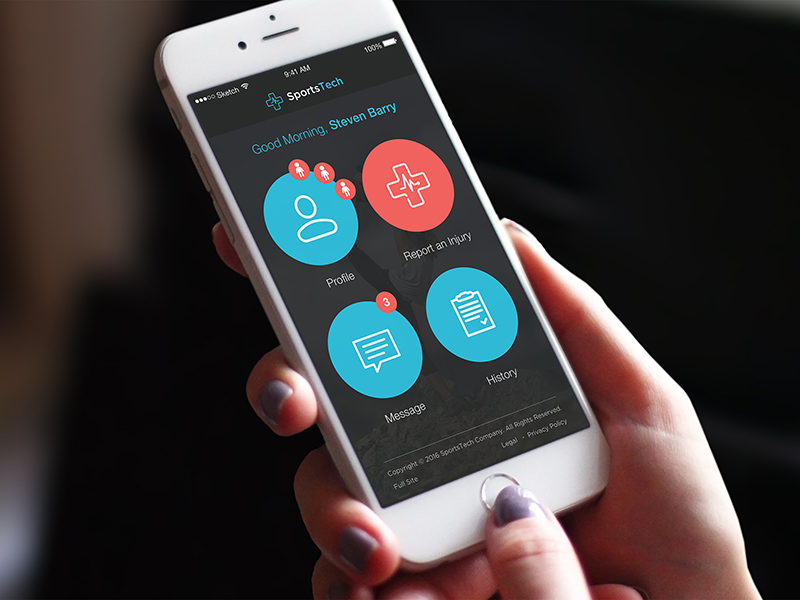 Sketch 9:41 AM 100%
SportsTech
Good Morning, Steven Barry
Profile
Report an Injury
3
Message
History
Copyright © 2016 SportsTech Company. All Rights Reserved.
Full Site
Legal • Privacy Policy